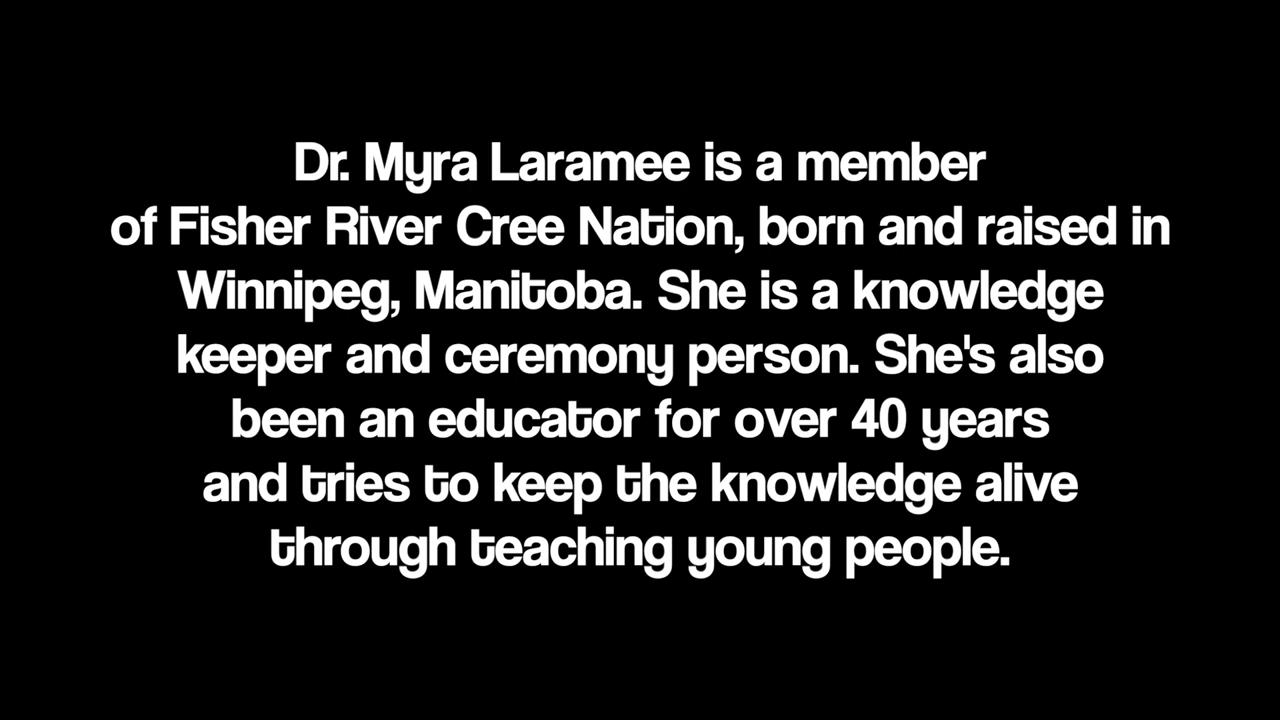 Dr. Myra Laramee is a member
of Fisher River Cree Nation, born and raised in
Winnipeg, Manitoba. She is a knowledge
keeper and ceremony person. She's also
been an educator for over 40 years
and tries to keep the knowledge alive
through teaching young people.